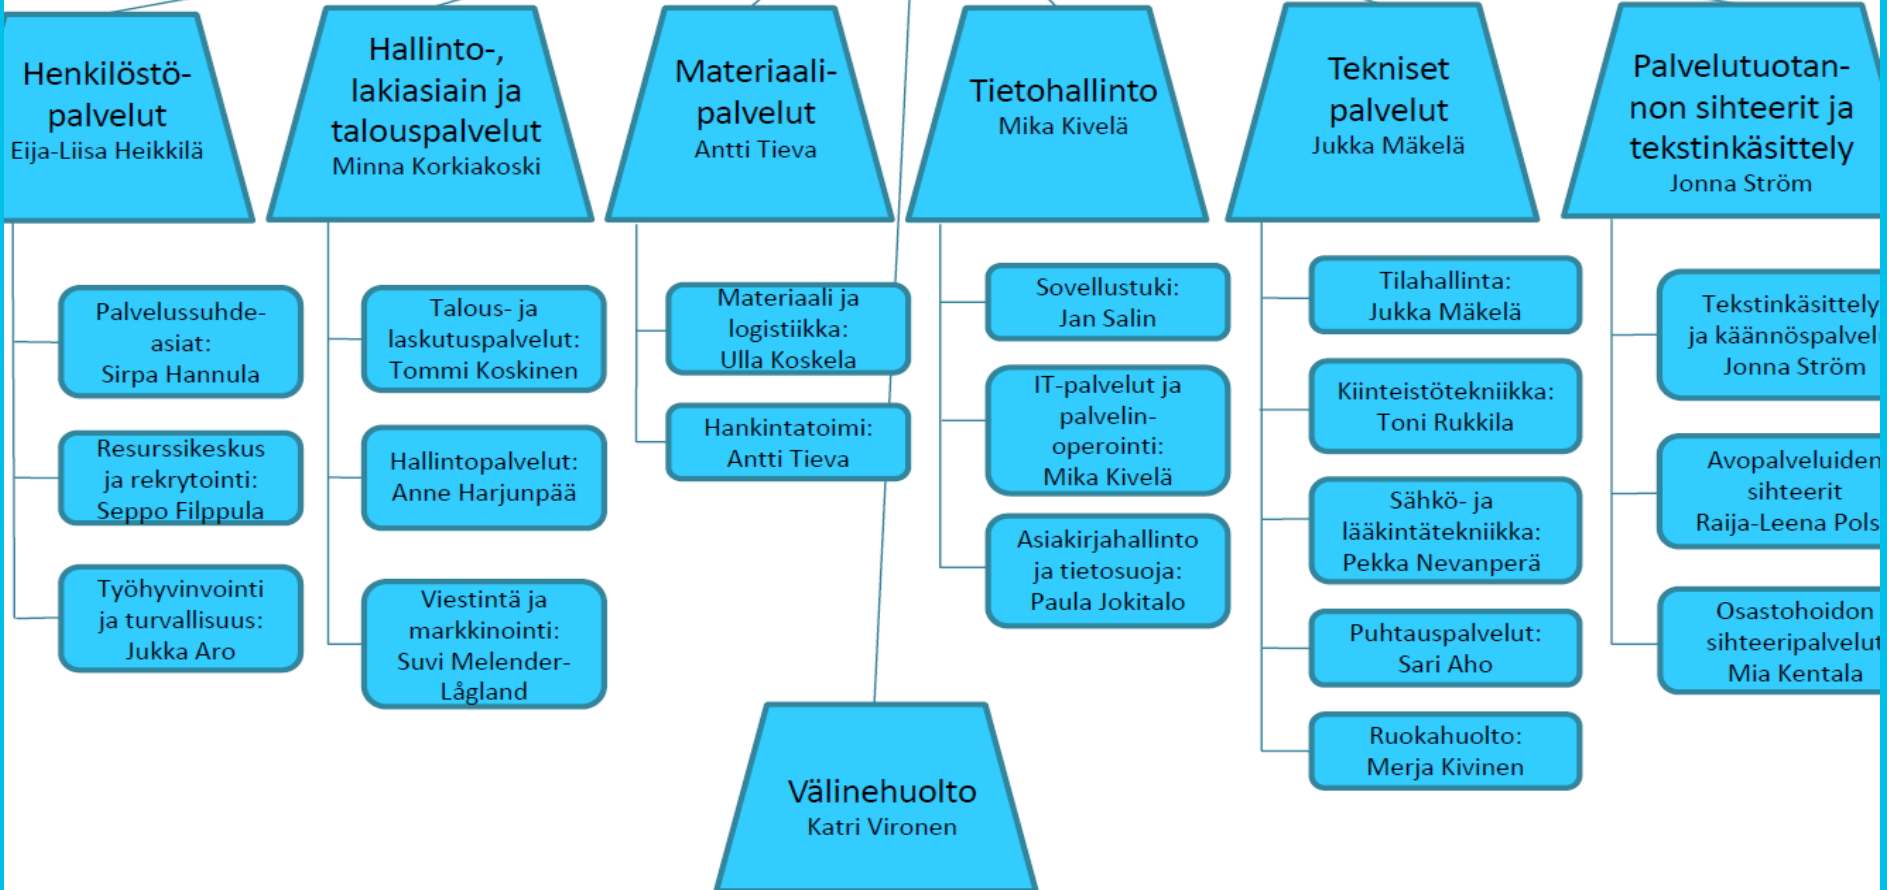 Henkilöstö-
palvelut
Eija-Liisa Heikkilä
Palvelussuhde-
asiat:
Sirpa Hannula
Resurssikeskus
ja rekrytointi:
Seppo Filppula
Työhyvinvointi
ja turvallisuus:
Jukka Aro
Hallinto-,
lakiasiain ja
talouspalvelut
Minna Korkiakoski
Talous- ja
laskutuspalvelut:
Tommi Koskinen
Hallintopalvelut:
Anne Harjunpää
Viestintä ja
markkinointi:
Suvi Melender-
Lågland
Materiaali-
palvelut
Antti Tieva
Materiaali ja
logistiikka:
Ulla Koskela
Hankintatoimi:
Antti Tieva
Tietohallinto
Mika Kivelä
Sovellustuki:
Jan Salin
IT-palvelut ja
palvelin-
operointi:
Mika Kivelä
Asiakirjahallinto
ja tietosuoja:
Paula Jokitalo
Tekniset
palvelut
Jukka Mäkelä
Tilahallinta:
Jukka Mäkelä
Kiinteistötekniikka:
Toni Rukkila
Sähkö- ja
lääkintätekniikka:
Pekka Nevanperä
Puhtauspalvelut:
Sari Aho
Ruokahuolto:
Merja Kivinen
Palvelutuotan-
non sihteerit ja
tekstinkäsittely
Jonna Ström
Tekstinkäsittely
ja
Jonna Ström
Avopalveluiden
sihteerit
Raija-Leena
Osastohoidon
sihteeripalvelut
Mia Kentala
Välinehuolto
Katri Vironen